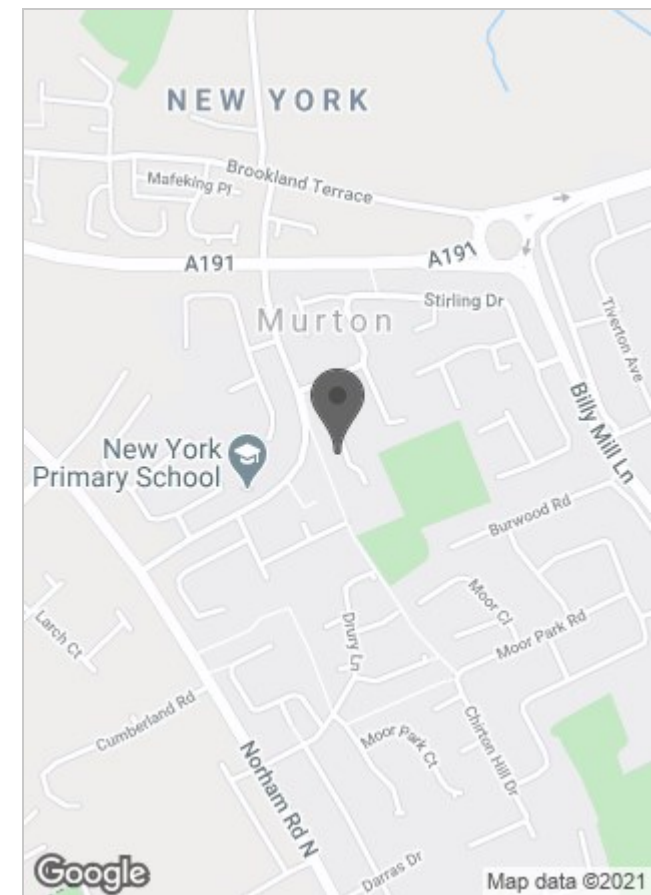 NEW YORK
Brookland Terrace
Mafeking Pl
A191
A191
Stirling Dr
Murton
Tiverton Ave
Billy Mill Ln
New York
Primary School
Burwood Rd
Moor Cl
Larch Ct
Drury Ln
Moor Park Rd
Cumberland Rd
Chirton Hill Dr
Moor Park Ct
Norham Rd N
Darras Dr
Google
Map data ©2021